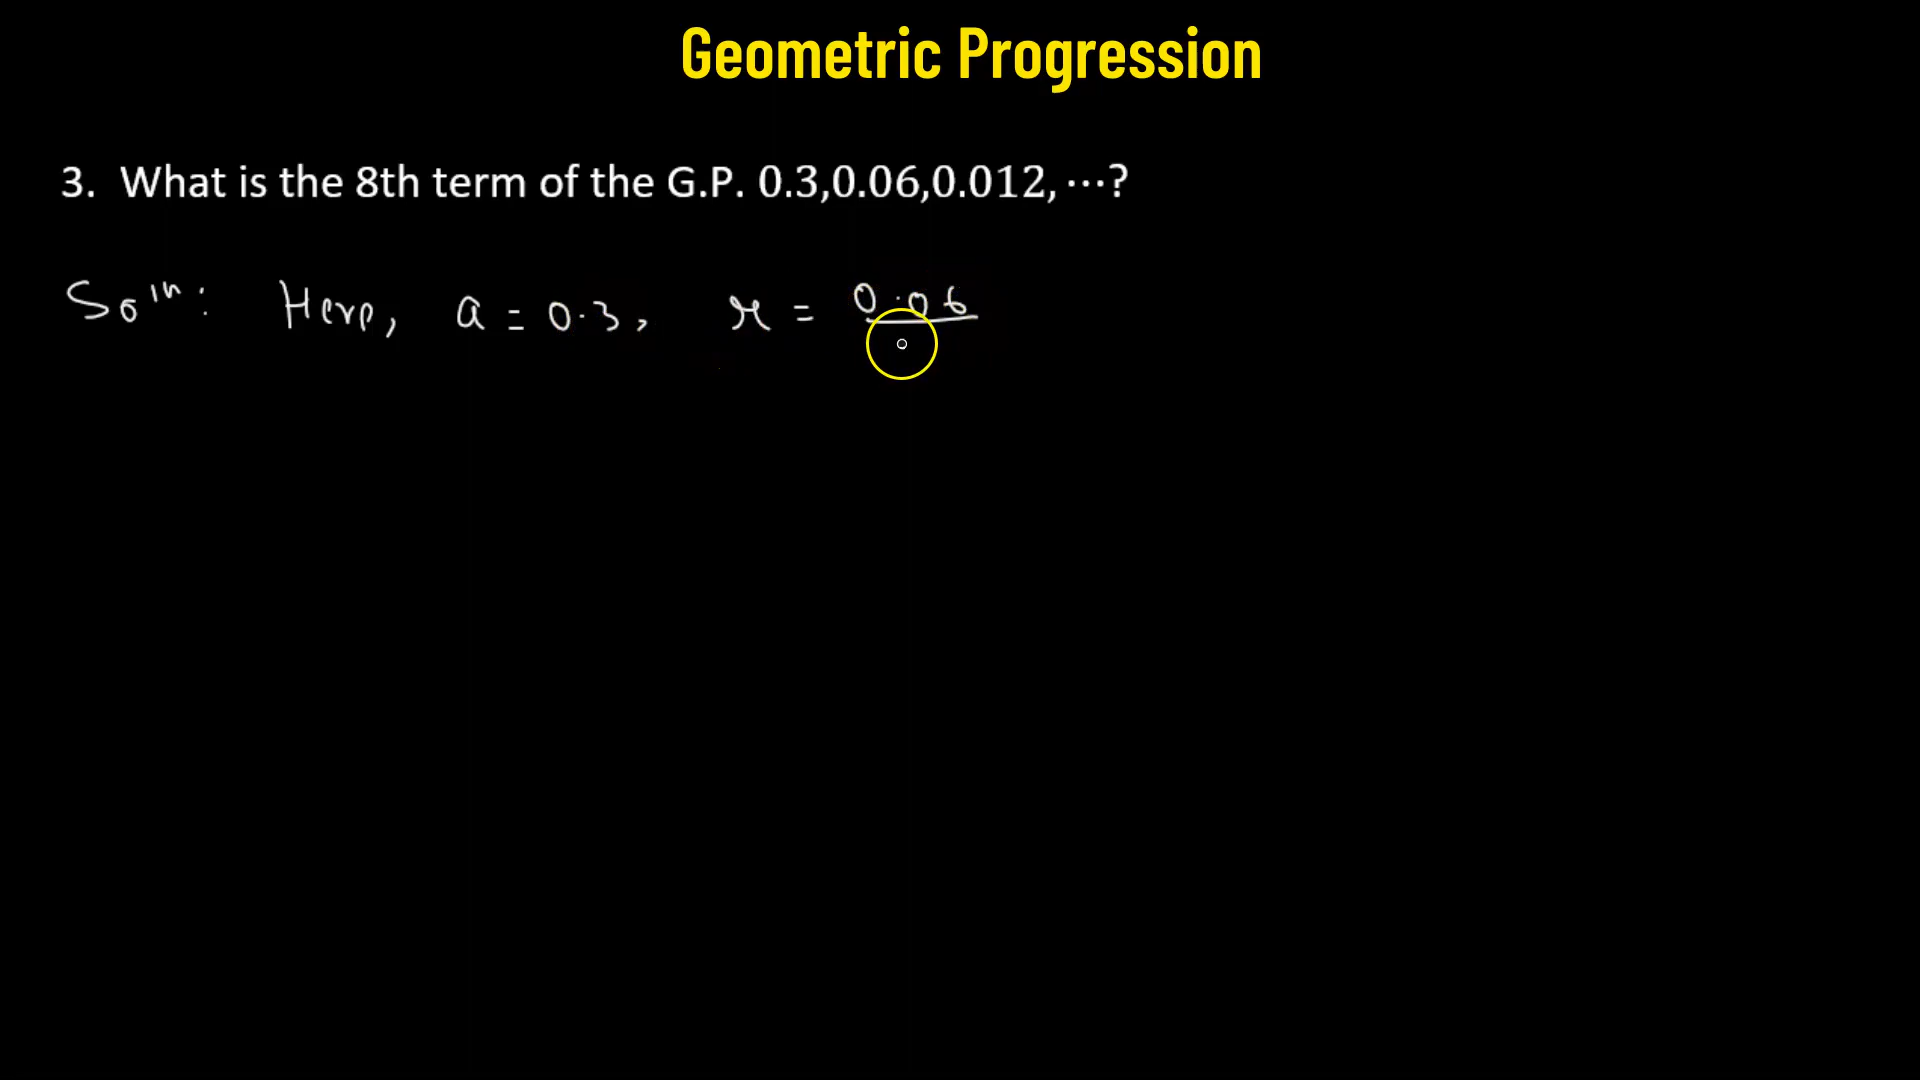 Geometric Progression
3. What is the 8th term of the G.P. 0.3,0.06,0.012, ⋯?
Soln: Here, a = 0.3, r = 0.06